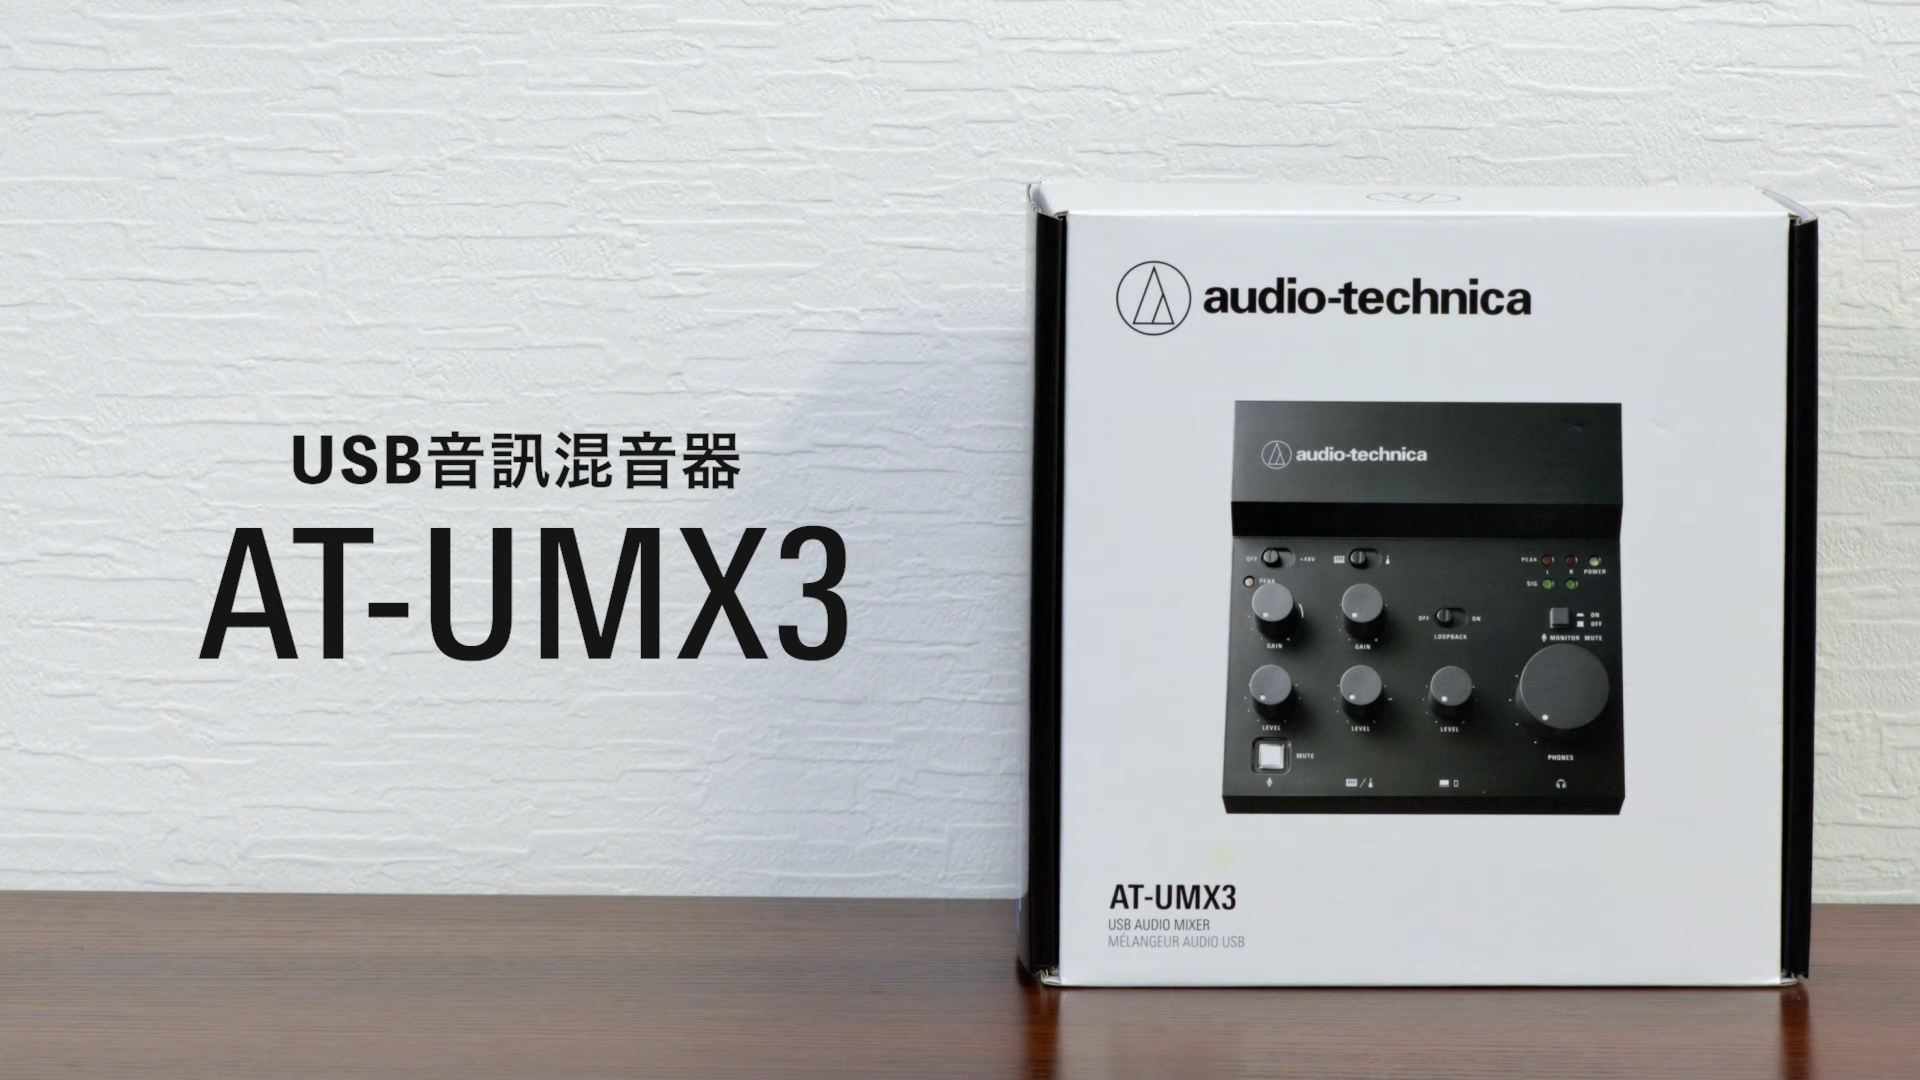 USB音訊混音器
AT-UMX3
audio-technica
audio-technica
OFF +48V
PEAK
PEAK
L R POWER
SIG
GAIN
GAIN
OFF ON
LOOPBACK
ON
OFF
MONITOR MUTE
LEVEL
LEVEL
LEVEL
MUTE
PHONES
AT-UMX3
USB AUDIO MIXER
MÉLANGEUR AUDIO USB